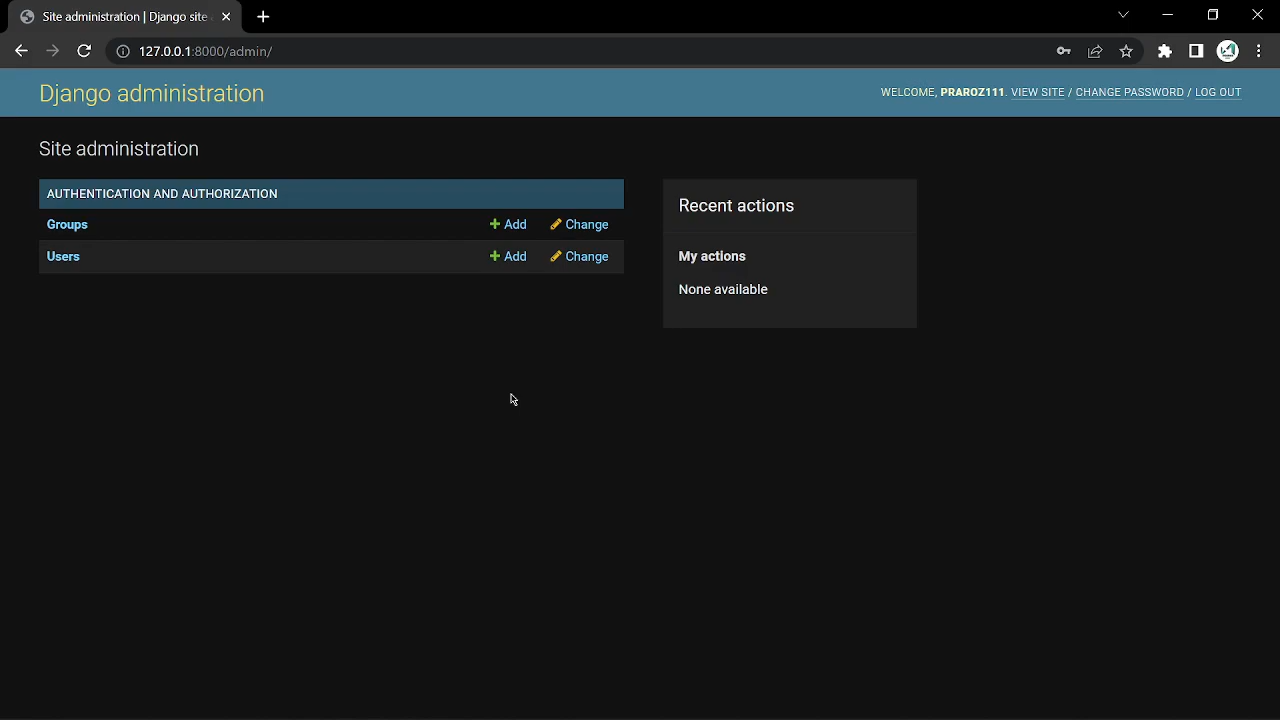 Site administration | Django site
127.0.0.1:8000/admin/
Django administration
WELCOME, PRAROZ111. VIEW SITE / CHANGE PASSWORD / LOG OUT
Site administration
AUTHENTICATION AND AUTHORIZATION
Groups Add Change
Users Add Change
Recent actions
My actions
None available